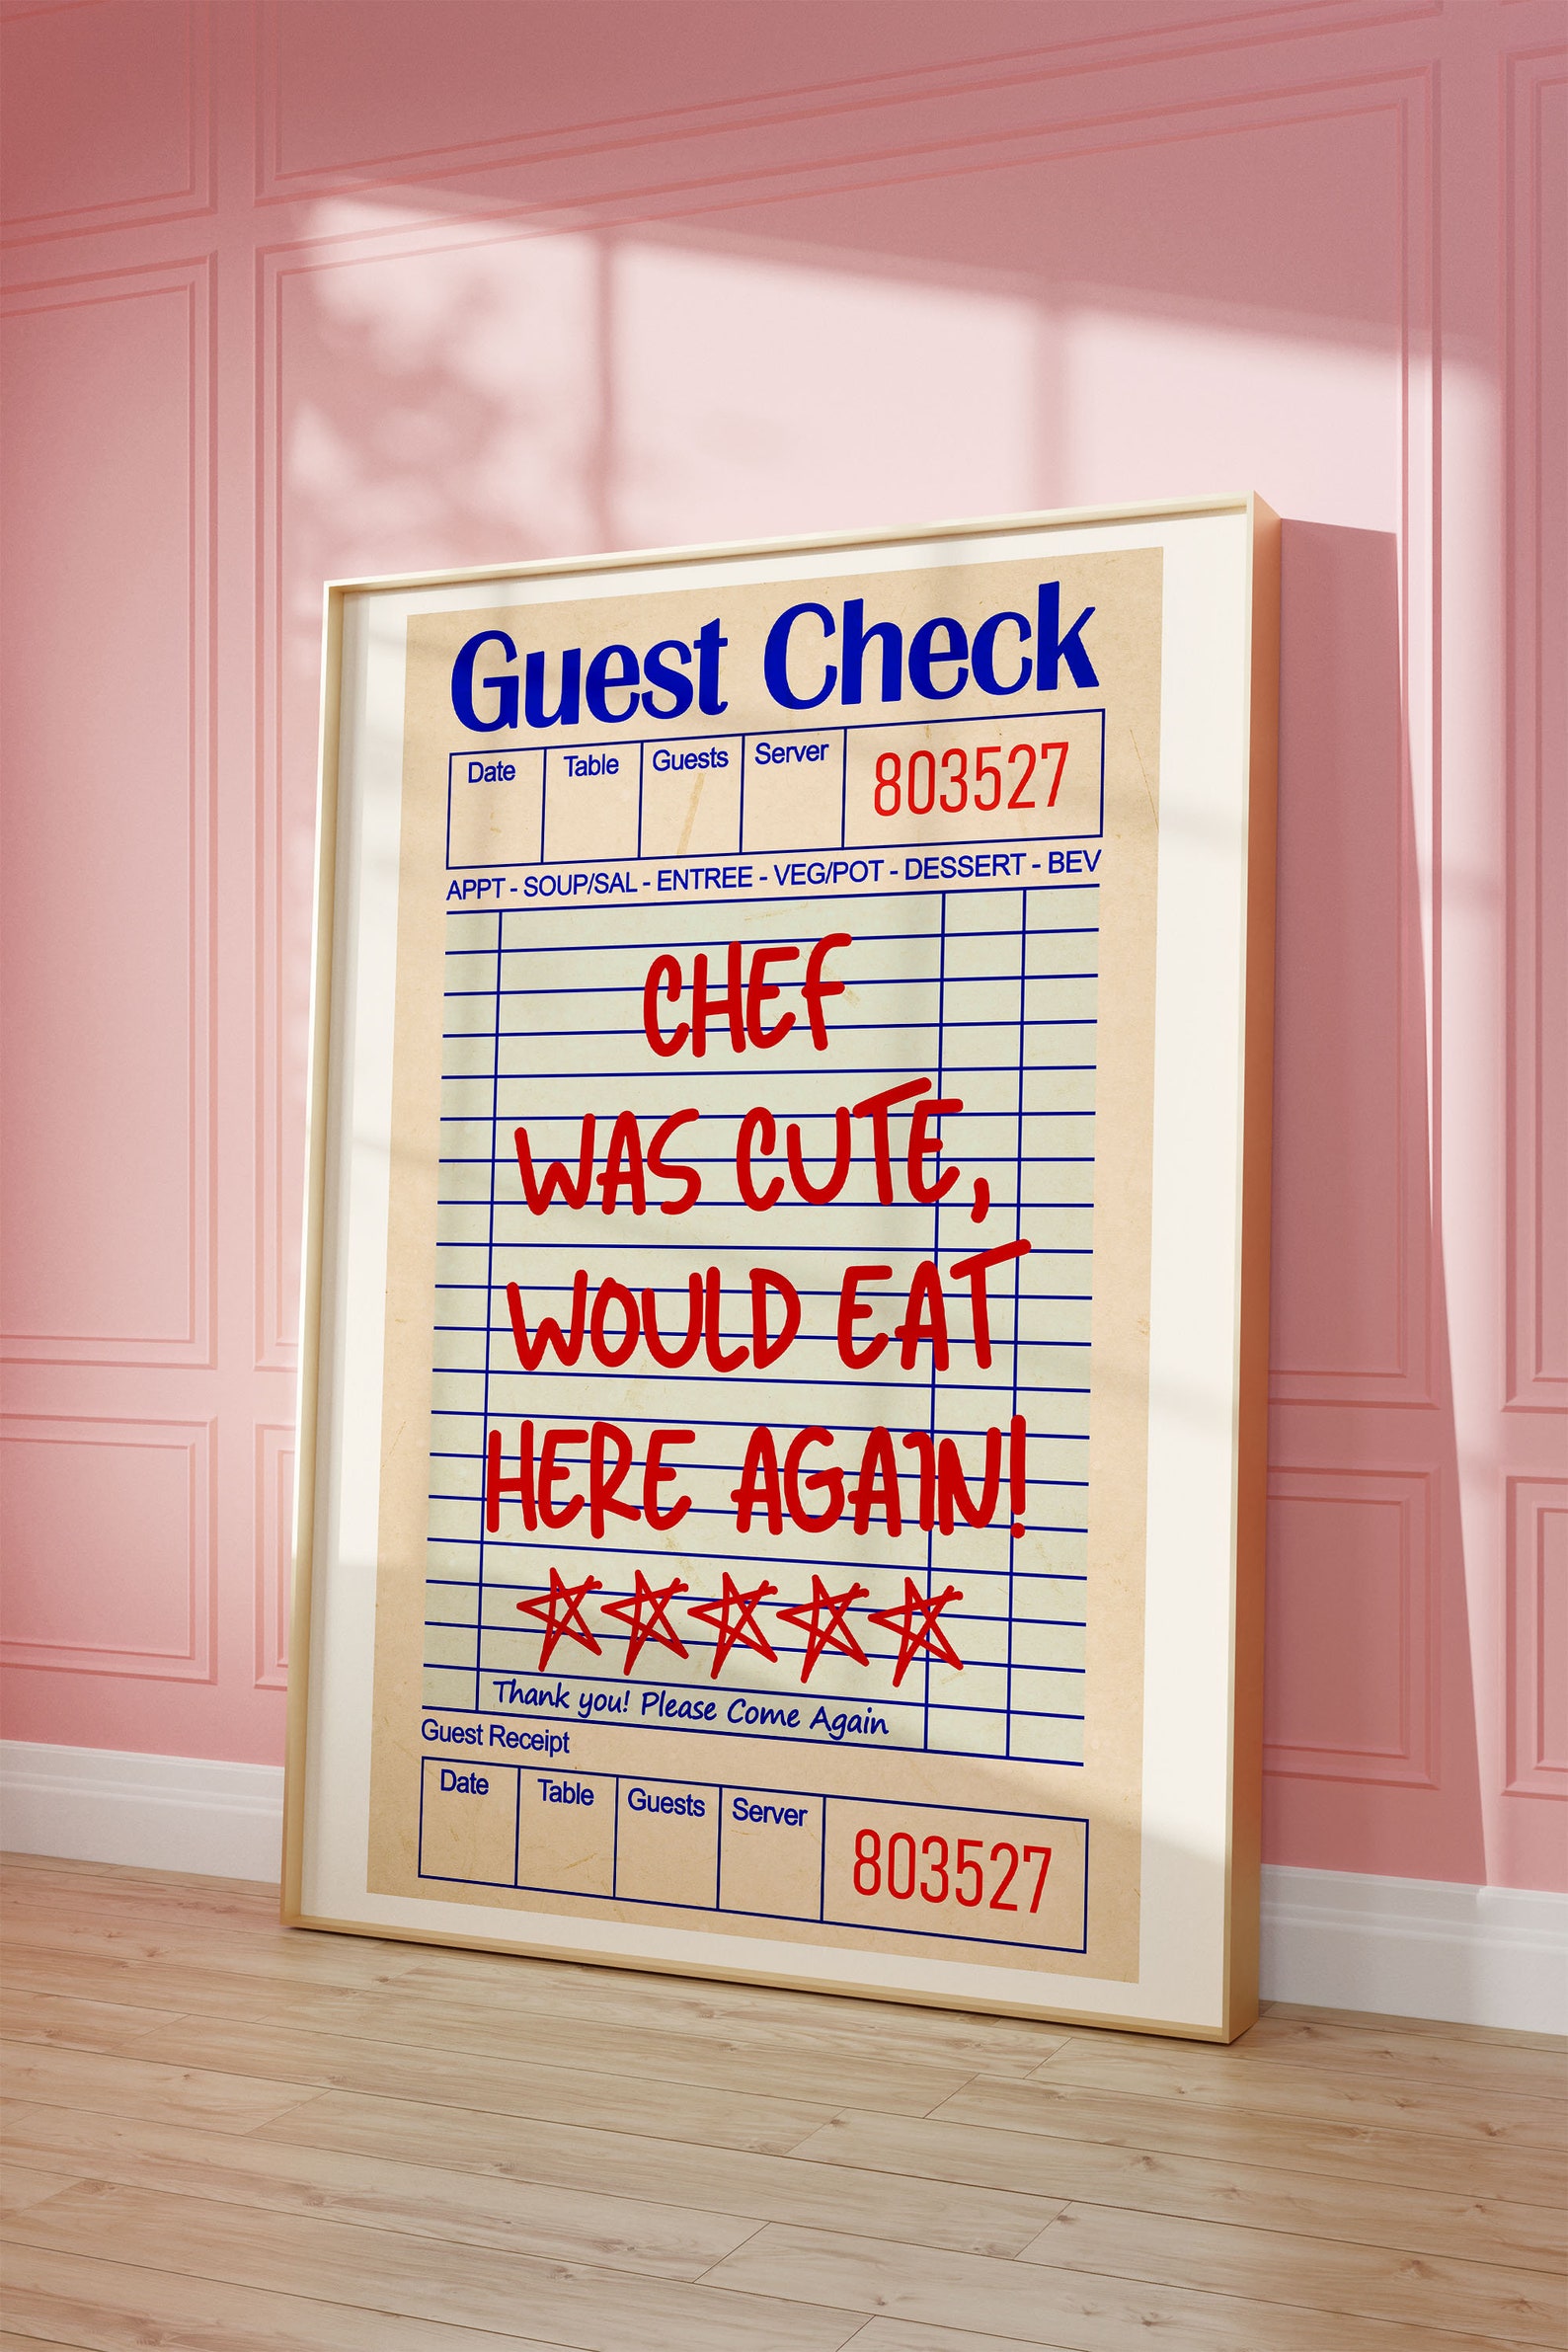 Guest Check
Date Table Guests Server 803527
APPT - SOUP/SAL - ENTREE - VEG/POT - DESSERT - BEV
CHEF
WAS CUTE,
WOULD EAT
HERE AGAIN!
Thank you! Please Come Again
Guest Receipt
Date Table Guests Server 803527